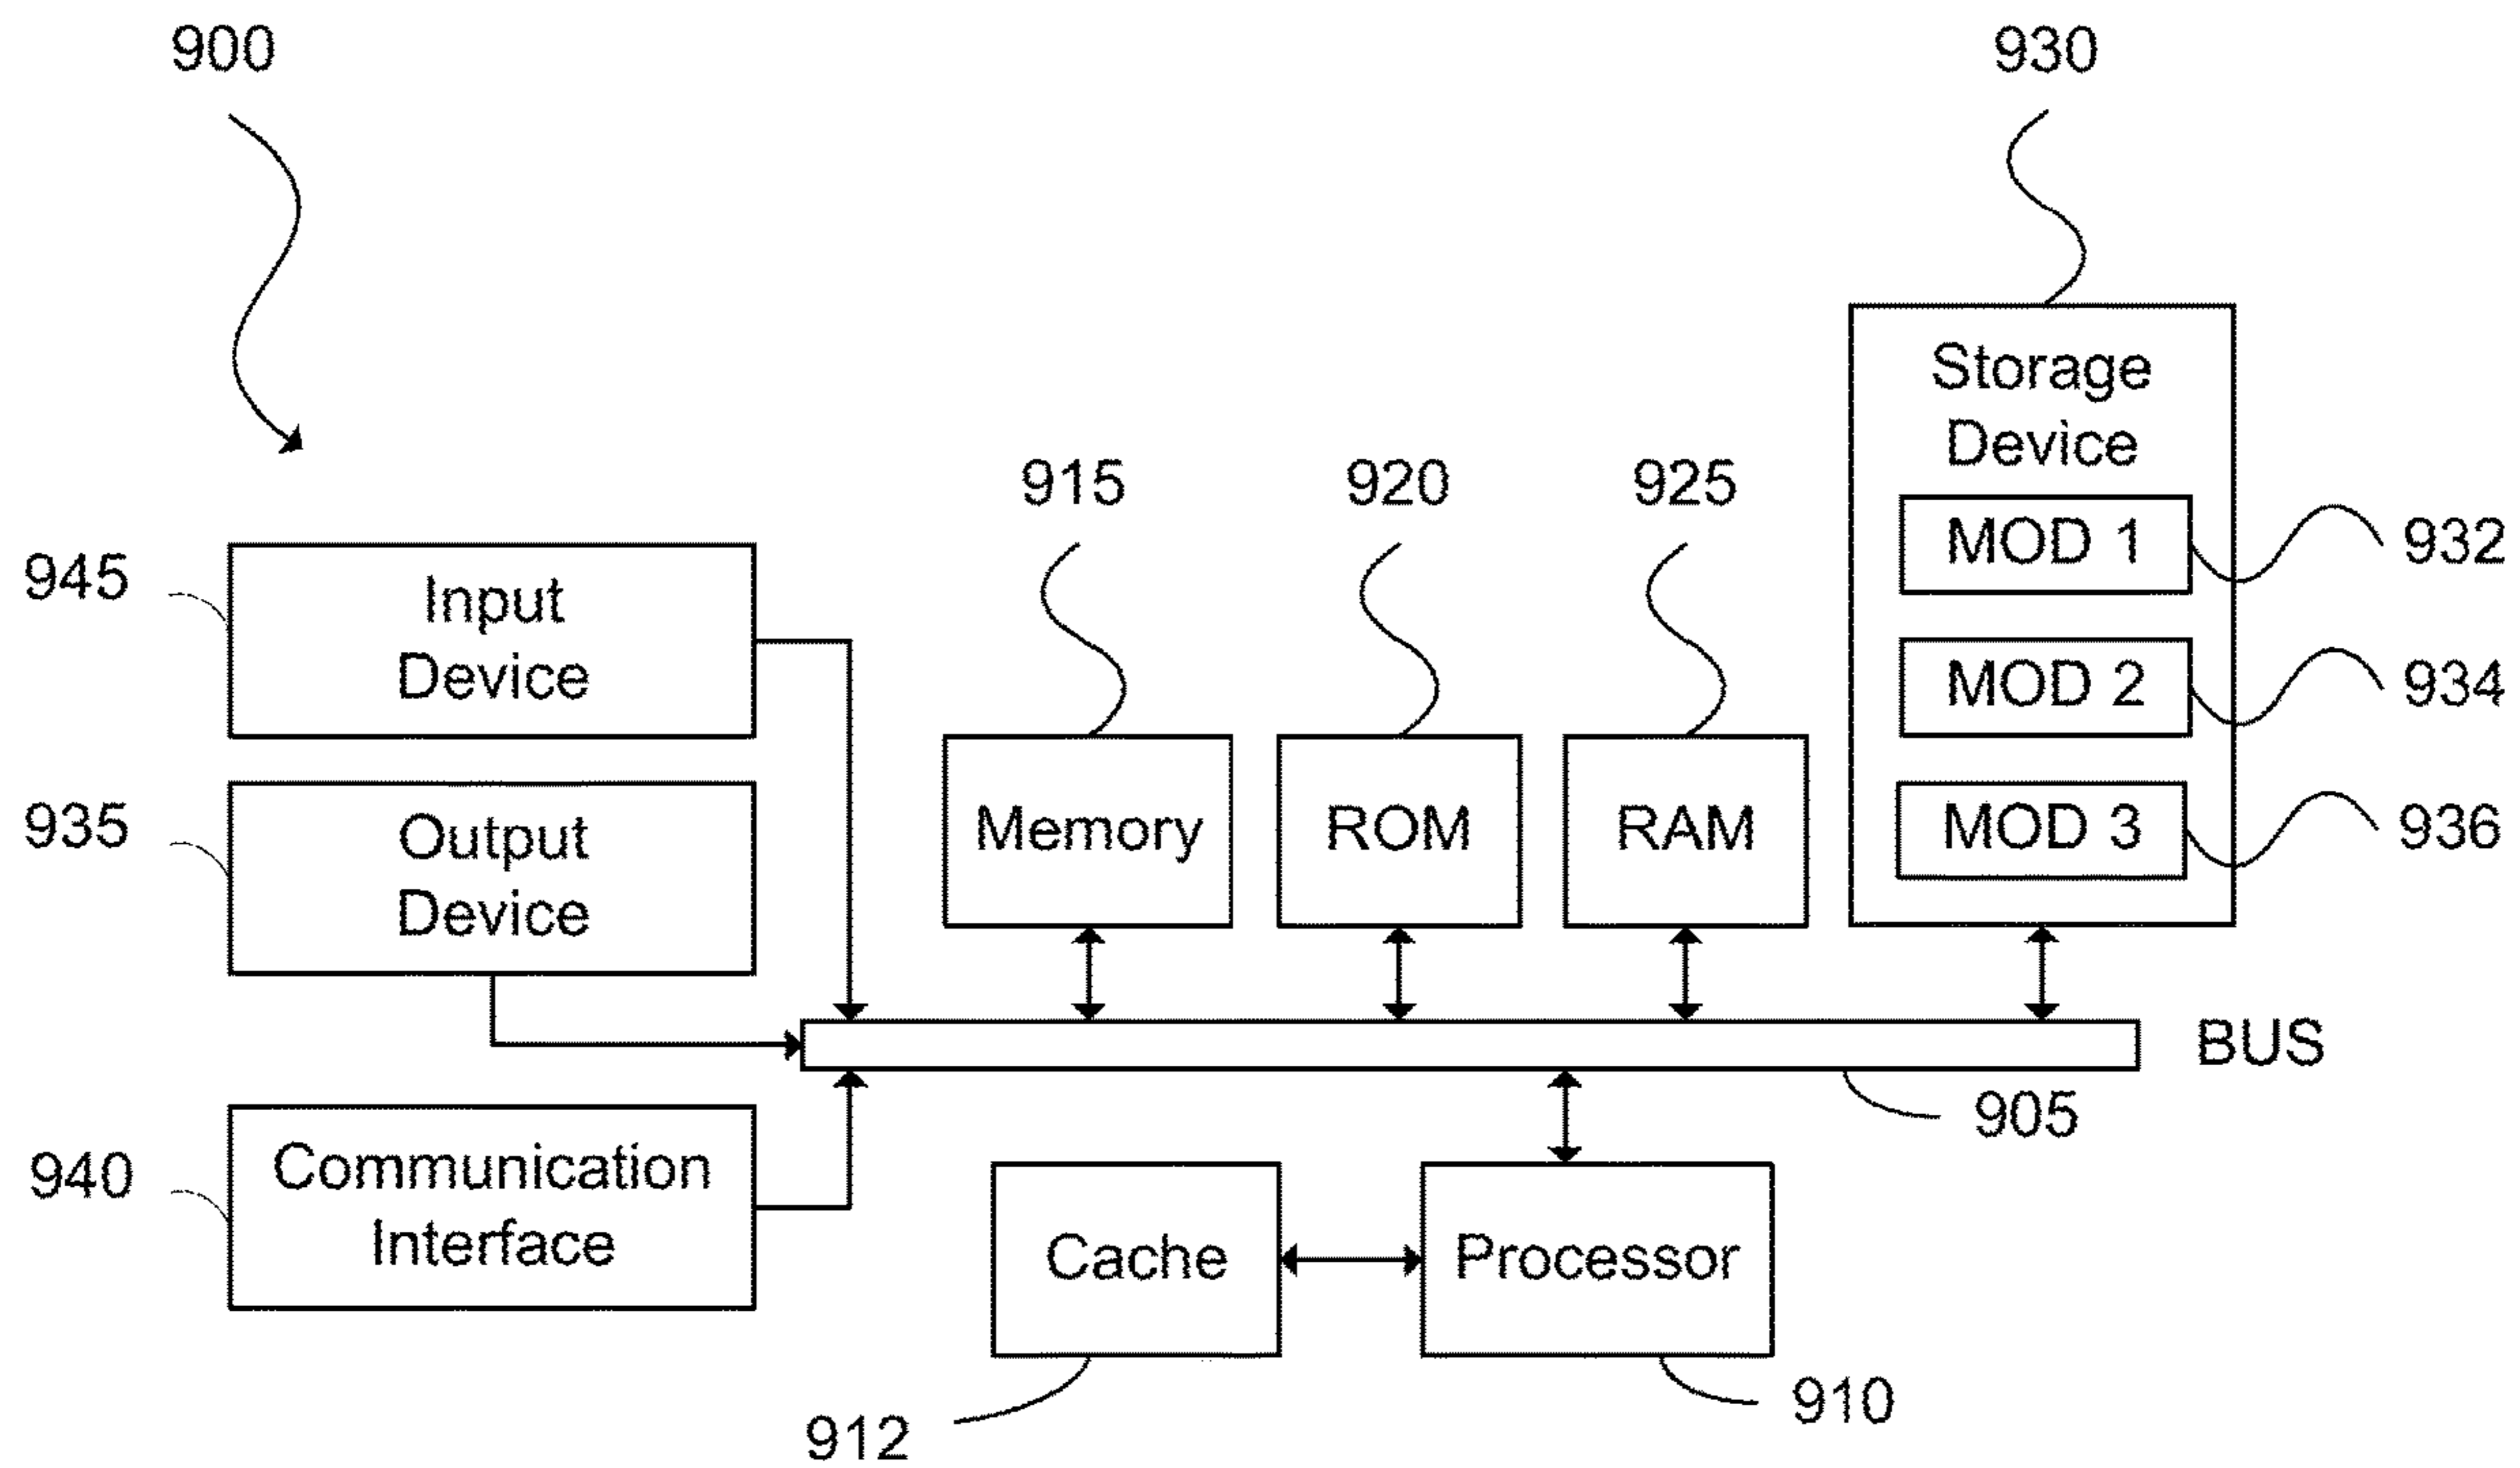 900
930
Storage
Device
915
920
925
MOD 1
932
945
Input
Device
MOD 2
934
935
Output
Device
Memory
ROM
RAM
MOD 3
936
BUS
905
940
Communication
Interface
Cache
Processor
912
910